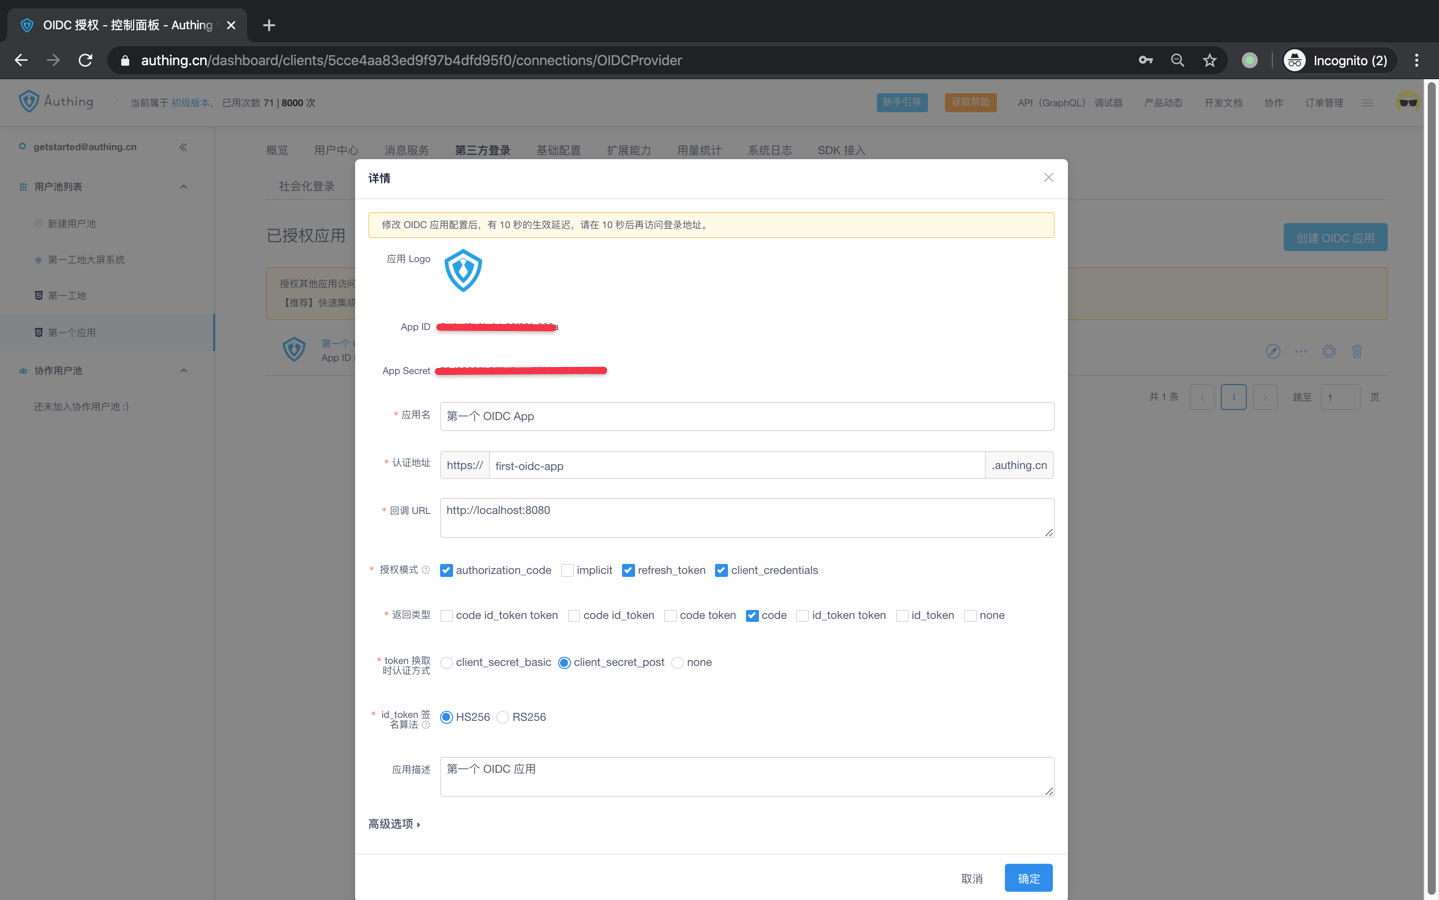 OIDC 授权 - 控制面板 - Authing
authing.cn/dashboard/clients/5cce4aa83ed9f97b4dfd95f0/connections/OIDCProvider
Incognito (2)
Authing
/
当前属于 初级版本， 已用次数 71 | 8000 次
新手引导
获取帮助
API（GraphQL） 调试器
产品动态
开发文档
协作
订单管理
getstarted@authing.cn
用户池列表
新建用户池
第一工地大屏系统
第一工地
第一个应用
协作用户池
还未加入协作用户池 :)
概览
用户中心
消息服务
第三方登录
基础配置
扩展能力
用量统计
系统日志
SDK 接入
社会化登录
已授权应用
创建 OIDC 应用
授权其他应用访问
【推荐】快速集成
第一个
App ID
共 1 条
1
跳至
1
页
详情
修改 OIDC 应用配置后，有 10 秒的生效延迟，请在 10 秒后再访问登录地址。
应用 Logo
App ID
App Secret
* 应用名
第一个 OIDC App
* 认证地址
https://
first-oidc-app
.authing.cn
* 回调 URL
http://localhost:8080
* 授权模式
authorization_code
implicit
refresh_token
client_credentials
* 返回类型
code id_token token
code id_token
code token
code
id_token token
id_token
none
* token 换取
时认证方式
client_secret_basic
client_secret_post
none
* id_token 签
名算法
HS256
RS256
应用描述
第一个 OIDC 应用
高级选项
取消
确定